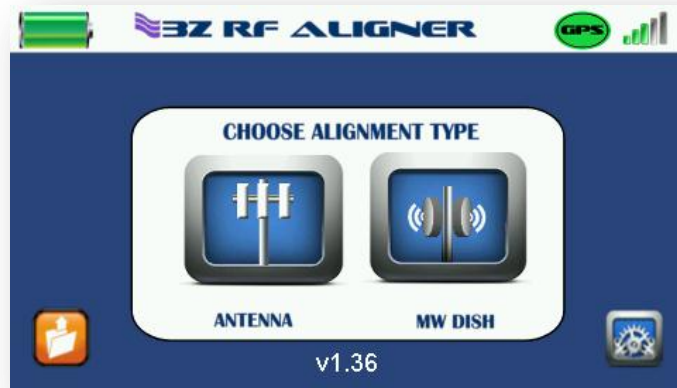 3Z RF ALIGNER
GPS
CHOOSE ALIGNMENT TYPE
ANTENNA
MW DISH
v1.36